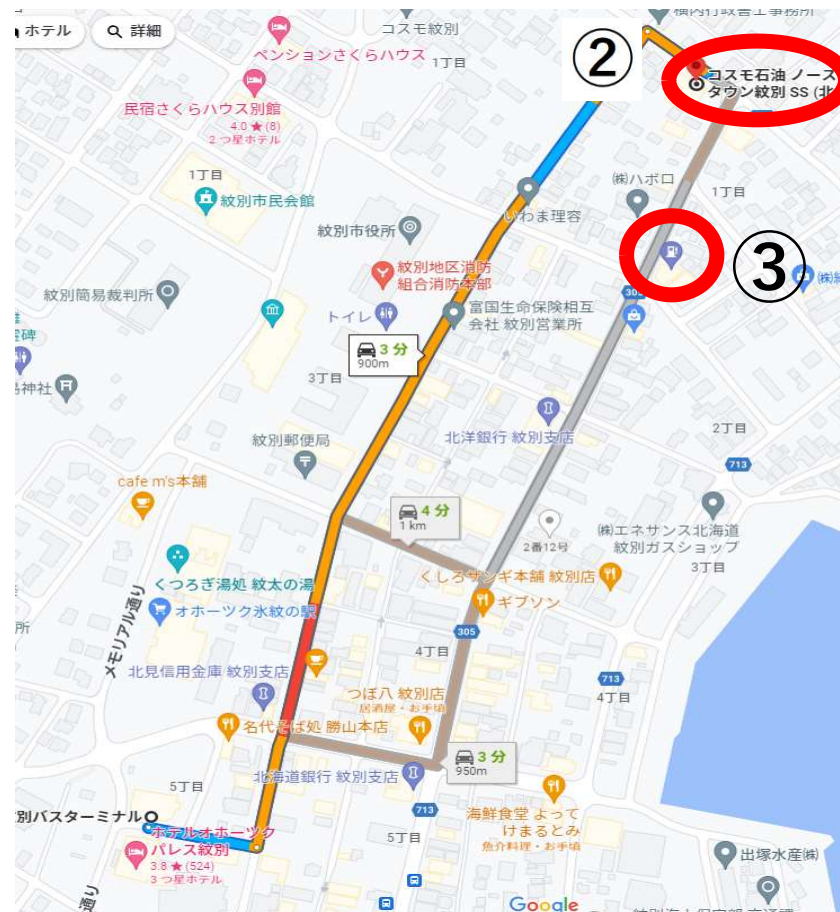 ホテル
詳細
コスモ紋別
横内行政書士事務所
ペンションさくらハウス
1丁目
②
コスモ石油 ノース
タウン紋別 SS (北
民宿さくらハウス別館
4.0 ★ (8)
2 つ星ホテル
1丁目
紋別市民会館
(株)ハボロ
1丁目
いわま理容
紋別市役所
③
紋別地区消防
組合消防本部
紋別簡易裁判所
305
トイレ
富国生命保険相互
会社 紋別営業所
碑
3 分
900m
3丁目
神社
北洋銀行 紋別支店
2丁目
紋別郵便局
713
cafe m's本舗
4 分
1 km
2番12号
(株)エネサンス北海道
紋別ガスショップ
3丁目
くつろぎ湯処 紋太の湯
くしろザンギ本舗 紋別店
ギブソン
オホーツク氷紋の駅
所
メモリアル通り
305
4丁目
北見信用金庫 紋別支店
713
4丁目
つぼ八 紋別店
居酒屋・お手頃
名代そば処 勝山本店
3 分
950m
北海道銀行 紋別支店
5丁目
713
海鮮食堂 よって
けまるとみ
魚介料理・お手頃
別バスターミナル
ホテルオホーツク
パレス紋別
3.8 ★ (524)
3 つ星ホテル
5丁目
出塚水産(株)
通り
Google